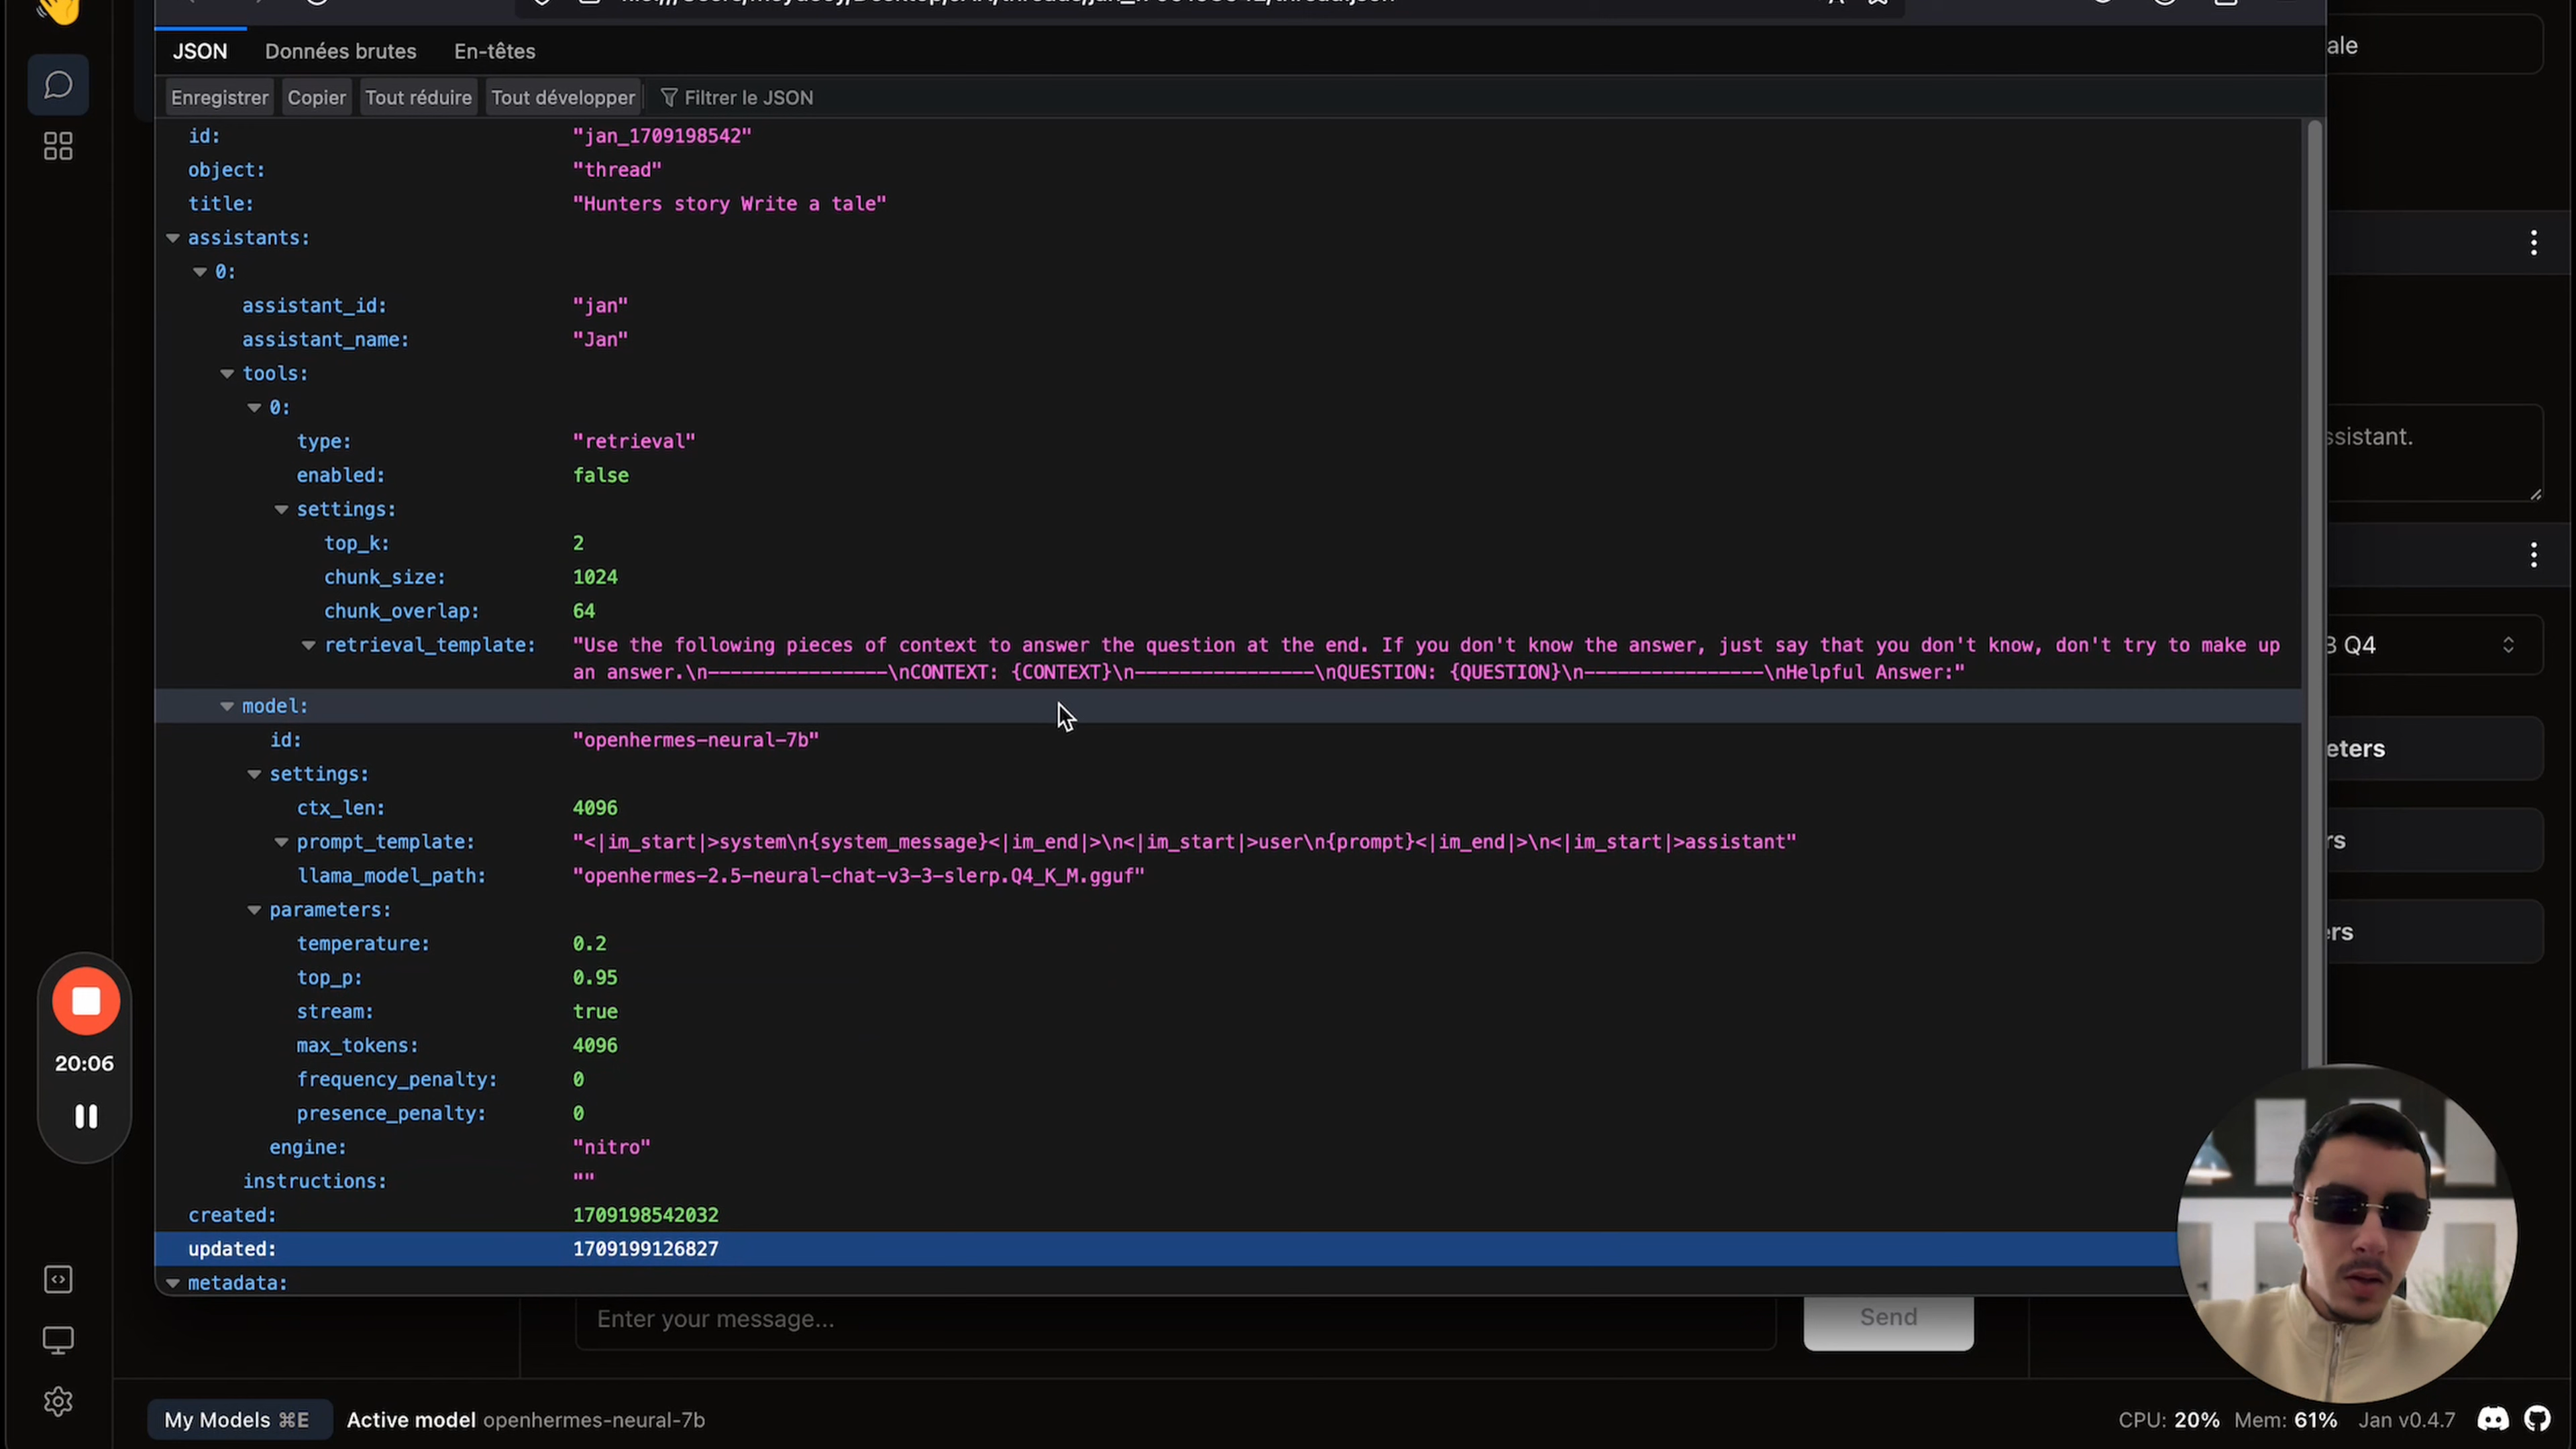 JSON Données brutes En-têtes
Enregistrer Copier Tout réduire Tout développer Filtrer le JSON
id: "jan_1709198542"
object: "thread"
title: "Hunters story Write a tale"
assistants:
0:
assistant_id: "jan"
assistant_name: "Jan"
tools:
0:
type: "retrieval"
enabled: false
settings:
top_k: 2
chunk_size: 1024
chunk_overlap: 64
retrieval_template: "Use the following pieces of context to answer the question at the end. If you don't know the answer, just say that you don't know, don't try to make up
an answer.\n----------------\nCONTEXT: {CONTEXT}\n----------------\nQUESTION: {QUESTION}\n----------------\nHelpful Answer:"
model:
id: "openhermes-neural-7b"
settings:
ctx_len: 4096
prompt_template: "<|im_start|>system\n{system_message}<|im_end|>\n<|im_start|>user\n{prompt}<|im_end|>\n<|im_start|>assistant"
llama_model_path: "openhermes-2.5-neural-chat-v3-3-slerp.Q4_K_M.gguf"
parameters:
temperature: 0.2
top_p: 0.95
stream: true
max_tokens: 4096
frequency_penalty: 0
presence_penalty: 0
engine: "nitro"
instructions: ""
created: 1709198542032
updated: 1709199126827
metadata:
ale
ssistant.
B Q4
eters
rs
ers
20:06
Enter your message...
Send
My Models ⌘E Active model openhermes-neural-7b
CPU: 20% Mem: 61% Jan v0.4.7